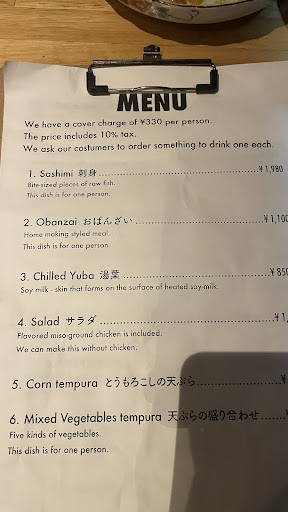 MENU
We have a cover charge of ¥330 per person.
The price includes 10% tax.
We ask our costumers to order something to drink one each.
1. Sashimi 刺身 ¥1,980
Bite-sized pieces of raw fish.
This dish is for one person.
2. Obanzai おばんざい ¥1,100
Home making styled meal.
This dish is for one person.
3. Chilled Yuba 湯葉 ¥850
Soy milk - skin that forms on the surface of heated soy-milk.
4. Salad サラダ ¥1,
Flavored miso-ground chicken is included.
We can make this without chicken.
5. Corn tempura とうもろこしの天ぷら ¥
6. Mixed Vegetables tempura 天ぷらの盛り合わせ ¥
Five kinds of vegetables.
This dish is for one person.